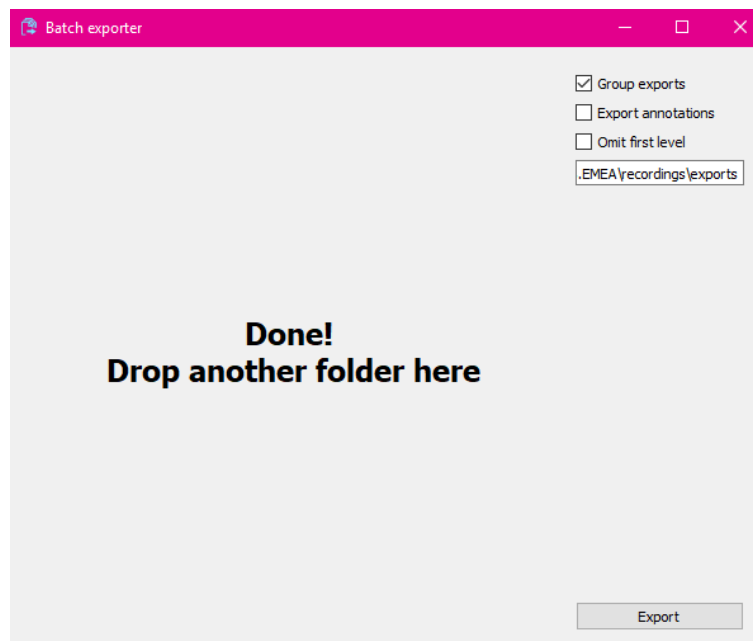 Batch exporter
Group exports
Export annotations
Omit first level
.EMEA\recordings\exports
Done!
Drop another folder here
Export